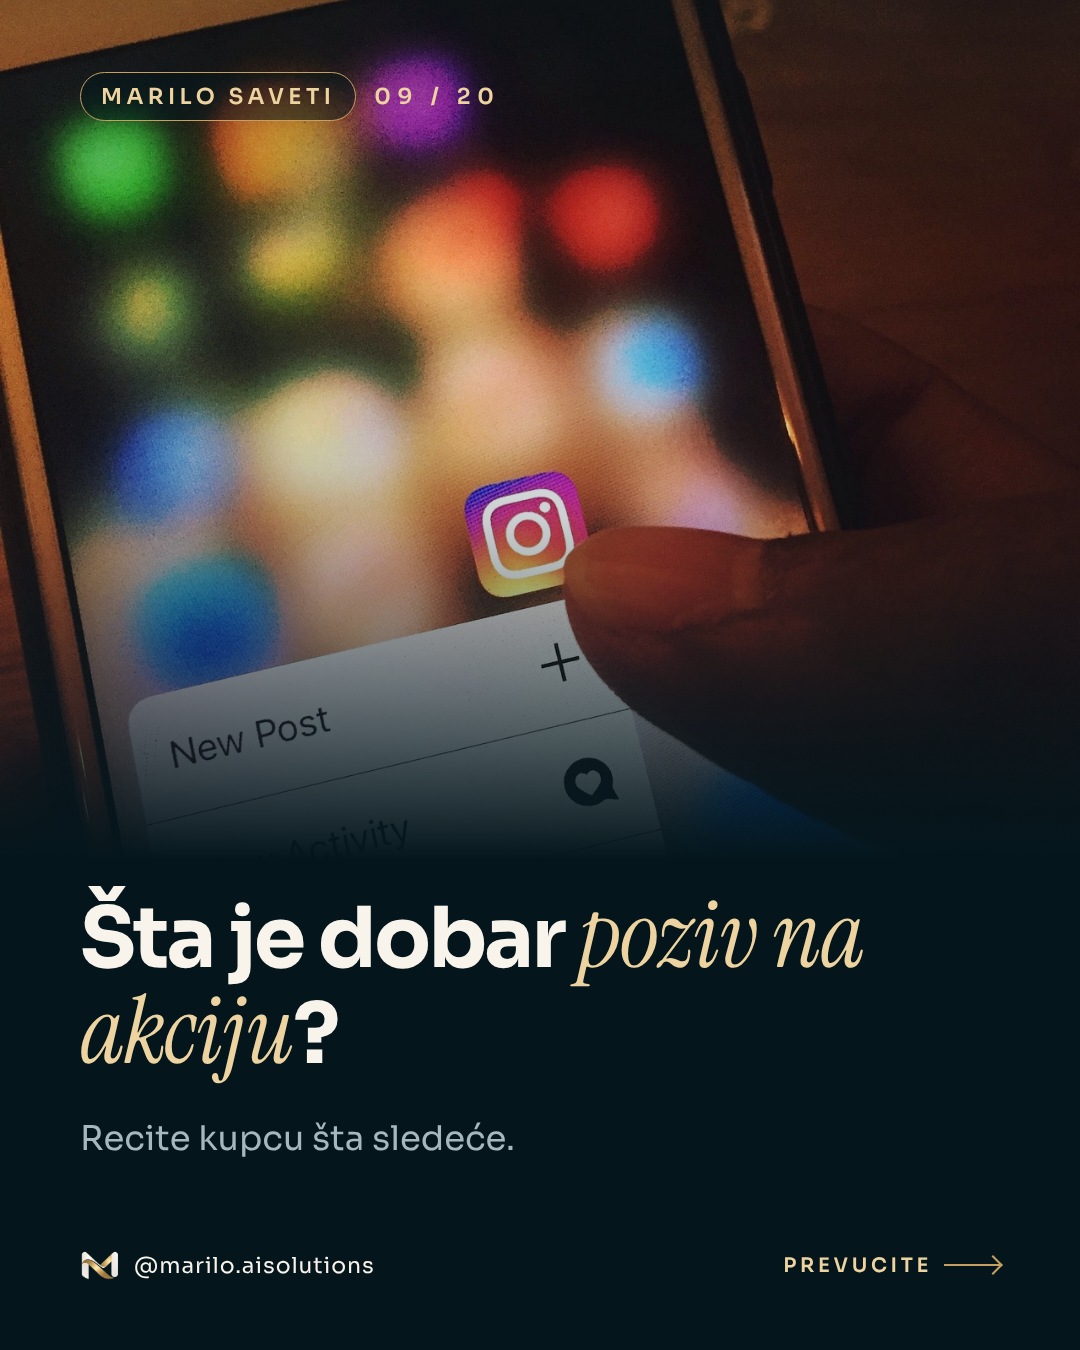 MARILO SAVETI 09 / 20
New Post
Activity
Šta je dobar poziv na
akciju?
Recite kupcu šta sledeće.
@marilo.aisolutions
PREVUCITE